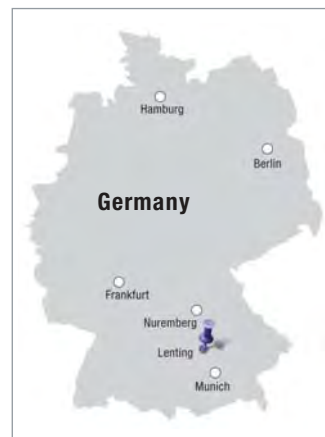 Hamburg
Berlin
Germany
Frankfurt
Nuremberg
Lenting
Munich